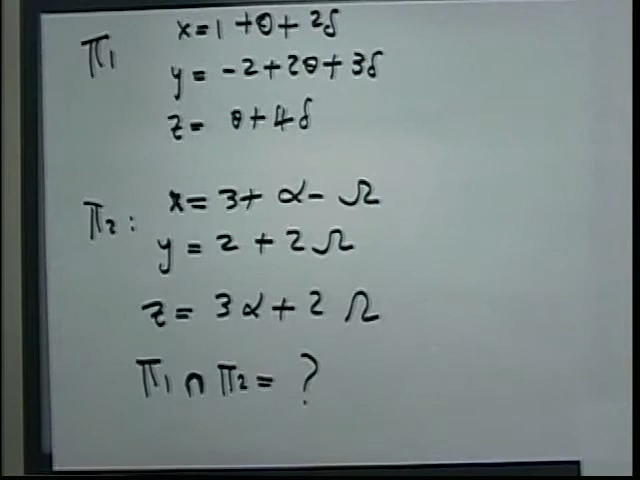 π₁ x=1+θ+2δ
y=-2+2θ+3δ
z= θ+4δ
π₂: x=3+ α-Ω
y=2+2Ω
z=3α+2Ω
π₁∩π₂=?